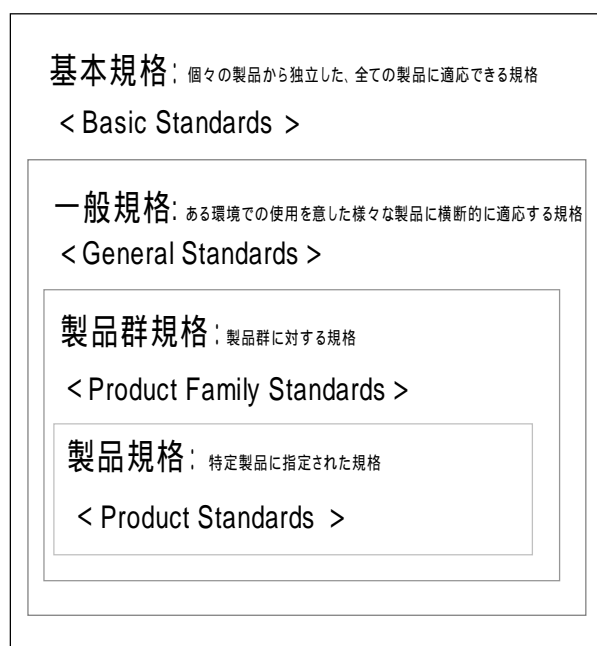 基本規格: 個々の製品から独立した、全ての製品に適応できる規格
< Basic Standards >
一般規格: ある環境での使用を意した様々な製品に横断的に適応する規格
< General Standards >
製品群規格: 製品群に対する規格
< Product Family Standards >
製品規格: 特定製品に指定された規格
< Product Standards >